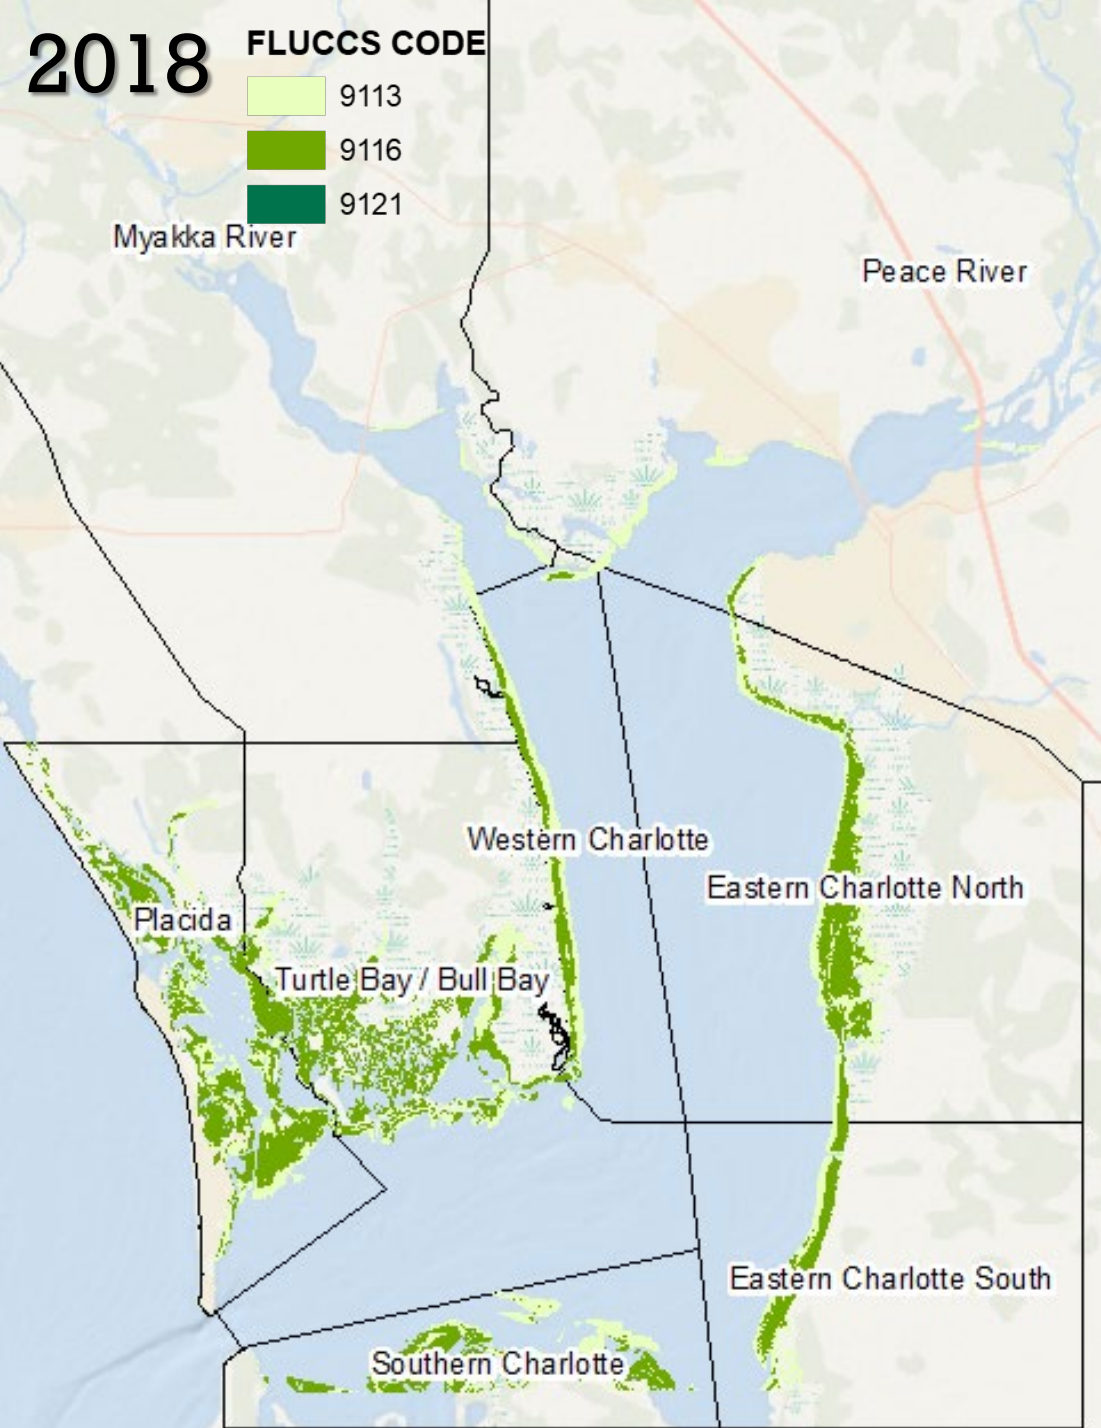 2018
FLUCCS CODE
9113
9116
9121
Myakka River
Peace River
Western Charlotte
Eastern Charlotte North
Placida
Turtle Bay / Bull Bay
Eastern Charlotte South
Southern Charlotte